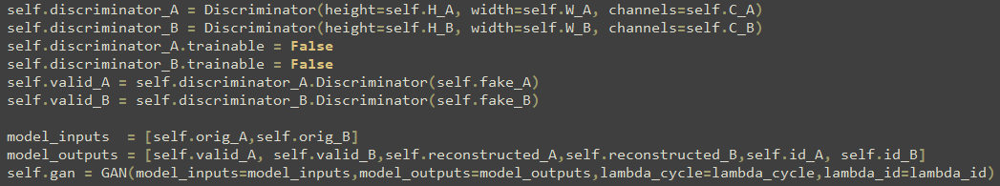 self.discriminator_A = Discriminator(height=self.H_A, width=self.W_A, channels=self.C_A)
self.discriminator_B = Discriminator(height=self.H_B, width=self.W_B, channels=self.C_B)
self.discriminator_A.trainable = False
self.discriminator_B.trainable = False
self.valid_A = self.discriminator_A.Discriminator(self.fake_A)
self.valid_B = self.discriminator_B.Discriminator(self.fake_B)
model_inputs  = [self.orig_A,self.orig_B]
model_outputs = [self.valid_A, self.valid_B,self.reconstructed_A,self.reconstructed_B,self.id_A, self.id_B]
self.gan = GAN(model_inputs=model_inputs,model_outputs=model_outputs,lambda_cycle=lambda_cycle,lambda_id=lambda_id)